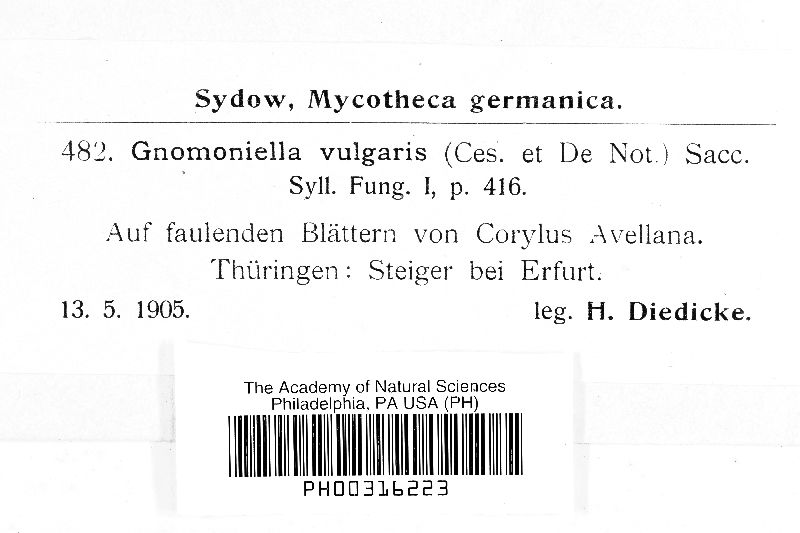 Sydow, Mycotheca germanica.
482. Gnomoniella vulgaris (Ces. et De Not.) Sacc.
Syll. Fung. I, p. 416.
Auf faulenden Blättern von Corylus Avellana.
Thüringen: Steiger bei Erfurt.
13. 5. 1905. leg. H. Diedicke.
The Academy of Natural Sciences
Philadelphia, PA USA (PH)
PH00316223